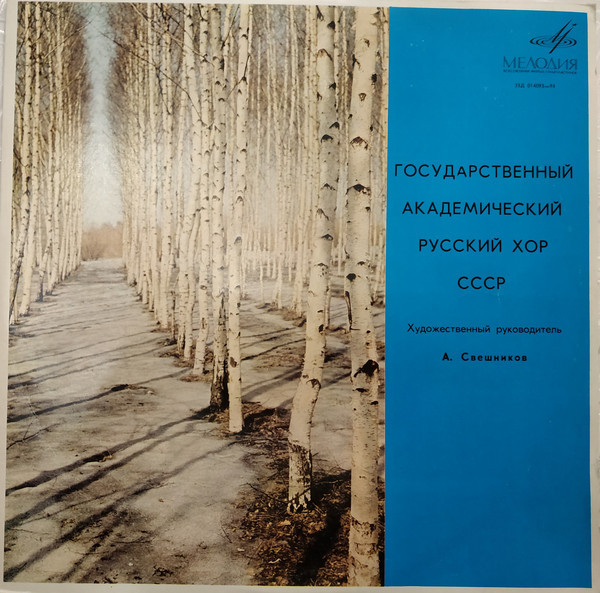 МЕЛОДИЯ
ГОСУДАРСТВЕННЫЙ
АКАДЕМИЧЕСКИЙ
РУССКИЙ ХОР
СССР
Художественный руководитель
А. Свешников